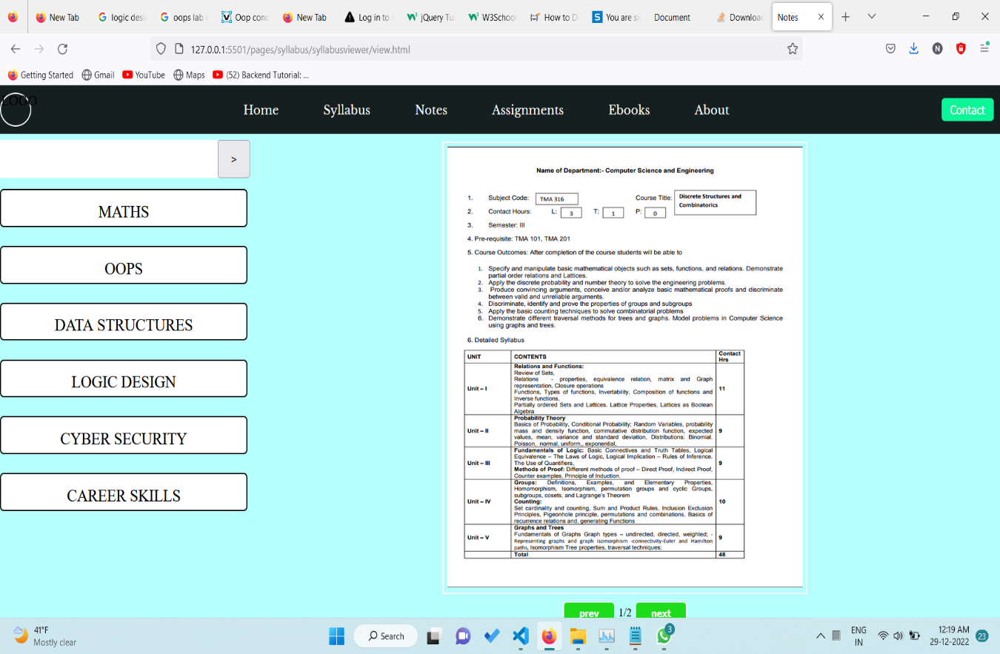 New Tab
logic desi
oops lab
Oop conc
New Tab
Log in to
jQuery Tu
W3School
How to D
You are si
Document
Downloa
Notes
127.0.0.1:5501/pages/syllabus/syllabusviewer/view.html
Getting Started
Gmail
YouTube
Maps
(52) Backend Tutorial: ...
LOGO
Home
Syllabus
Notes
Assignments
Ebooks
About
Contact
>
MATHS
OOPS
DATA STRUCTURES
LOGIC DESIGN
CYBER SECURITY
CAREER SKILLS
Name of Department:- Computer Science and Engineering
1. Subject Code: TMA 316 Course Title: Discrete Structures and
Combinatorics
2. Contact Hours: L: 3 T: 1 P: 0
3. Semester: III
4. Pre-requisite: TMA 101, TMA 201
5. Course Outcomes: After completion of the course students will be able to
1. Specify and manipulate basic mathematical objects such as sets, functions, and relations. Demonstrate
partial order relations and Lattices.
2. Apply the discrete probability and number theory to solve the engineering problems.
3. Produce convincing arguments, conceive and/or analyze basic mathematical proofs and discriminate
between valid and unreliable arguments.
4. Discriminate, identify and prove the properties of groups and subgroups
5. Apply the basic counting techniques to solve combinatorial problems
6. Demonstrate different traversal methods for trees and graphs. Model problems in Computer Science
using graphs and trees.
6. Detailed Syllabus
UNIT CONTENTS Contact
Hrs
Relations and Functions:
Review of Sets,
Relations - properties, equivalence relation, matrix and Graph
representation, Closure operations
Unit – I 11
Functions, Types of functions, Invertability, Composition of functions and
Inverse functions,
Partially ordered Sets and Lattices. Lattice Properties, Lattices as Boolean
Algebra
Probability Theory
Basics of Probability, Conditional Probability; Random Variables, probability
Unit – II mass and density function, commutative distribution function, expected 9
values, mean, variance and standard deviation, Distributions: Binomial.
Poisson, normal, uniform,, exponential,
Fundamentals of Logic: Basic Connectives and Truth Tables, Logical
Equivalence – The Laws of Logic, Logical Implication – Rules of Inference.
Unit – III The Use of Quantifiers, 9
Methods of Proof: Different methods of proof – Direct Proof, Indirect Proof,
Counter examples, Principle of Induction.
Groups: Definitions, Examples, and Elementary Properties,
Homomorphism, Isomorphism, permutation groups and cyclic Groups,
subgroups, cosets, and Lagrange's Theorem
Unit – IV Counting: 10
Set cardinality and counting, Sum and Product Rules, Inclusion Exclusion
Principles, Pigeonhole principle, permutations and combinations, Basics of
recurrence relations and, generating Functions
Graphs and Trees
Fundamentals of Graphs Graph types – undirected, directed, weighted; -
Unit – V Representing graphs and graph isomorphism -connectivity-Euler and Hamilton 9
paths, Isomorphism Tree properties, traversal techniques;
Total 48
prev 1/2 next
41°F
Mostly clear
Search
3
ENG
IN
12:19 AM
29-12-2022
23